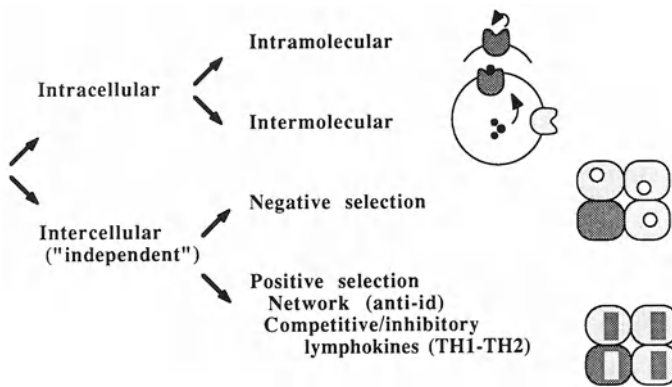 Intramolecular
Intracellular
Intermolecular
Negative selection
Intercellular
("independent")
Positive selection
Network (anti-id)
Competitive/inhibitory
lymphokines (TH1-TH2)